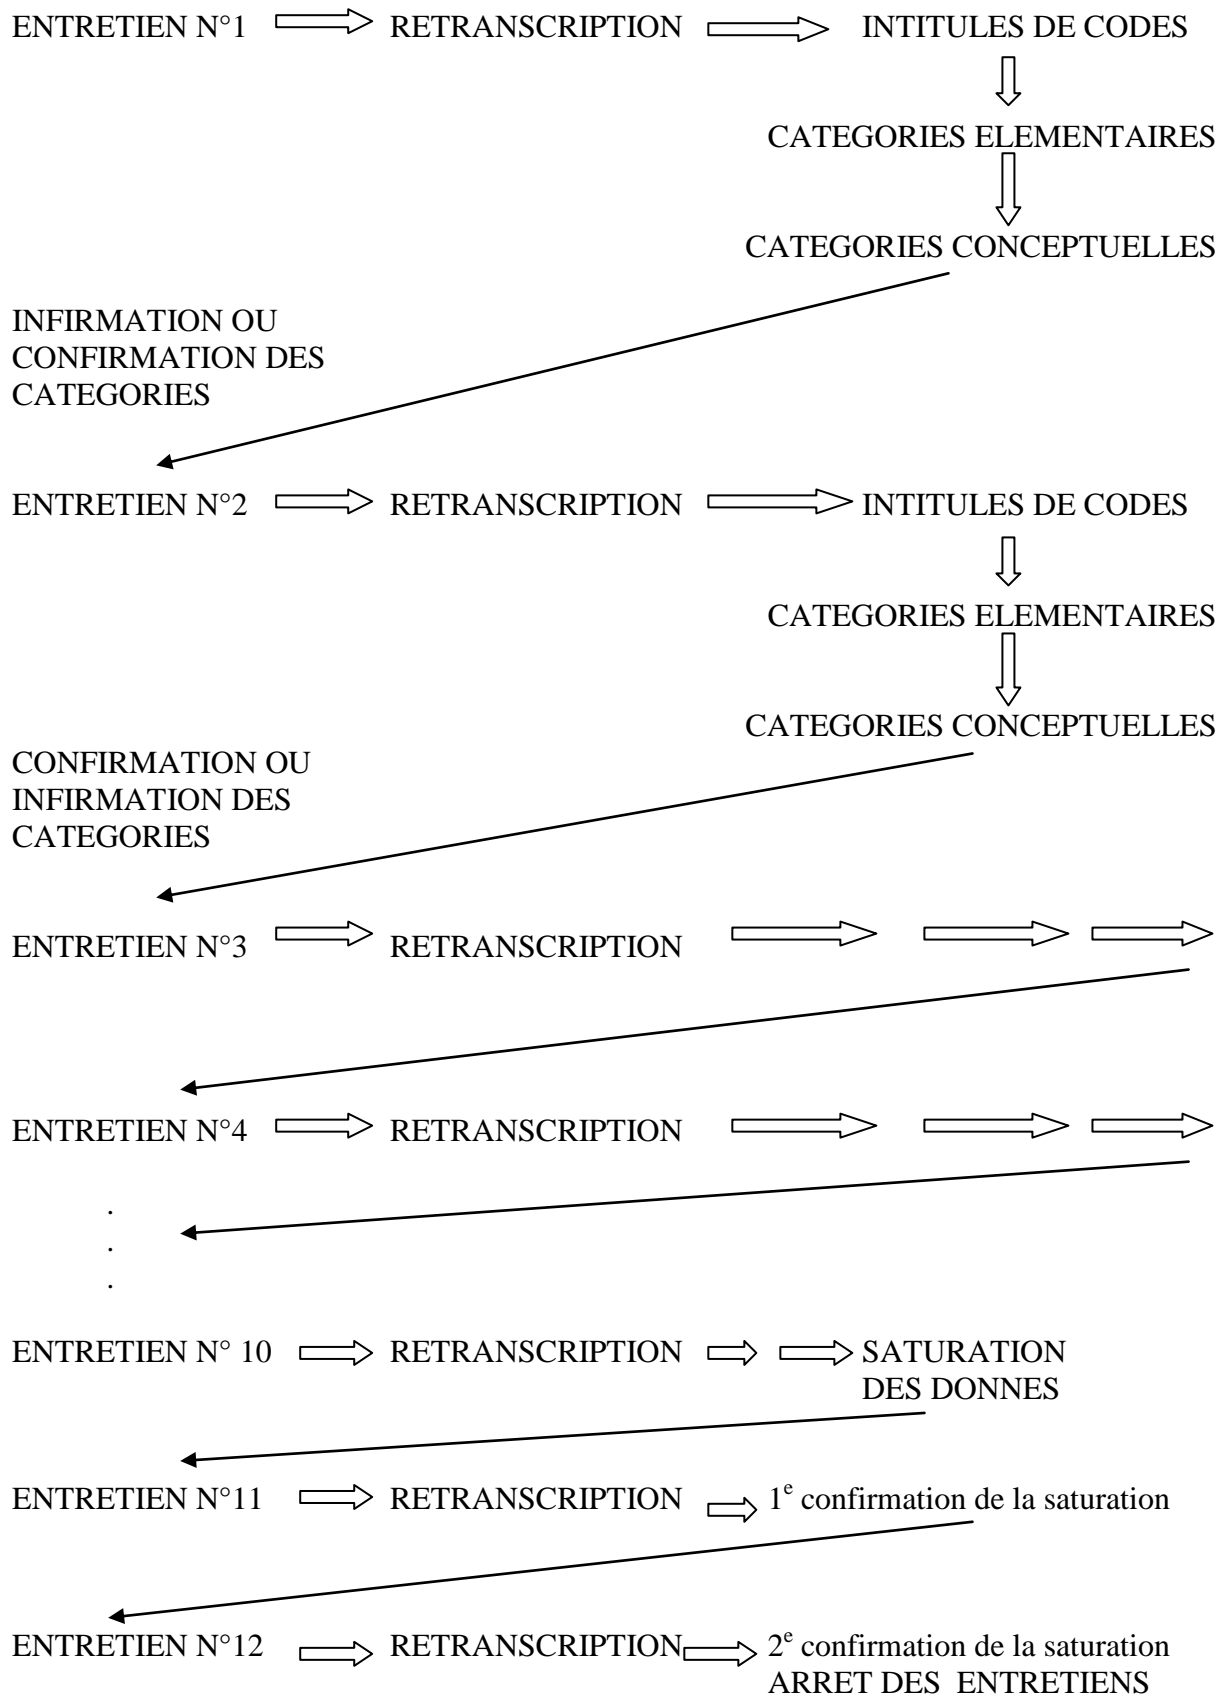 ENTRETIEN N°1 RETRANSCRIPTION INTITULES DE CODES
CATEGORIES ELEMENTAIRES
CATEGORIES CONCEPTUELLES
INFIRMATION OU
CONFIRMATION DES
CATEGORIES
ENTRETIEN N°2 RETRANSCRIPTION INTITULES DE CODES
CATEGORIES ELEMENTAIRES
CATEGORIES CONCEPTUELLES
CONFIRMATION OU
INFIRMATION DES
CATEGORIES
ENTRETIEN N°3 RETRANSCRIPTION
ENTRETIEN N°4 RETRANSCRIPTION
.
.
.
ENTRETIEN N° 10 RETRANSCRIPTION SATURATION
DES DONNES
ENTRETIEN N°11 RETRANSCRIPTION 1e confirmation de la saturation
ENTRETIEN N°12 RETRANSCRIPTION 2e confirmation de la saturation
ARRET DES ENTRETIENS